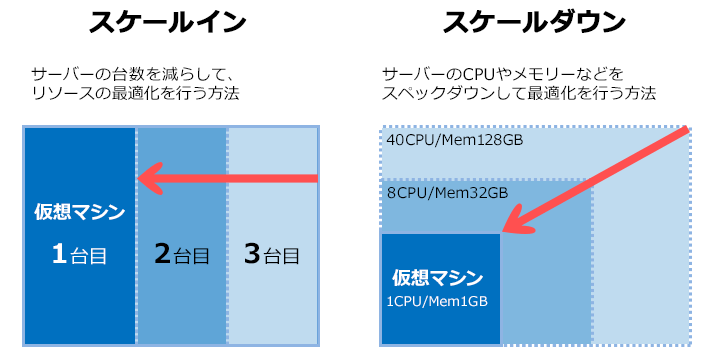 スケールイン
サーバーの台数を減らして、
リソースの最適化を行う方法
仮想マシン
1台目
2台目
3台目
スケールダウン
サーバーのCPUやメモリーなどを
スペックダウンして最適化を行う方法
40CPU/Mem128GB
8CPU/Mem32GB
仮想マシン
1CPU/Mem1GB